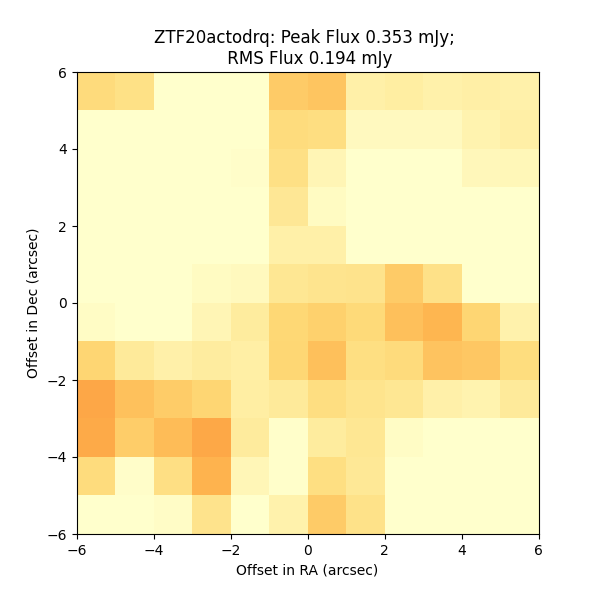 ZTF20actodrq: Peak Flux 0.353 mJy;
RMS Flux 0.194 mJy
6
4
2
0
−2
−4
−6
Offset in Dec (arcsec)
−6 −4 −2 0 2 4 6
Offset in RA (arcsec)